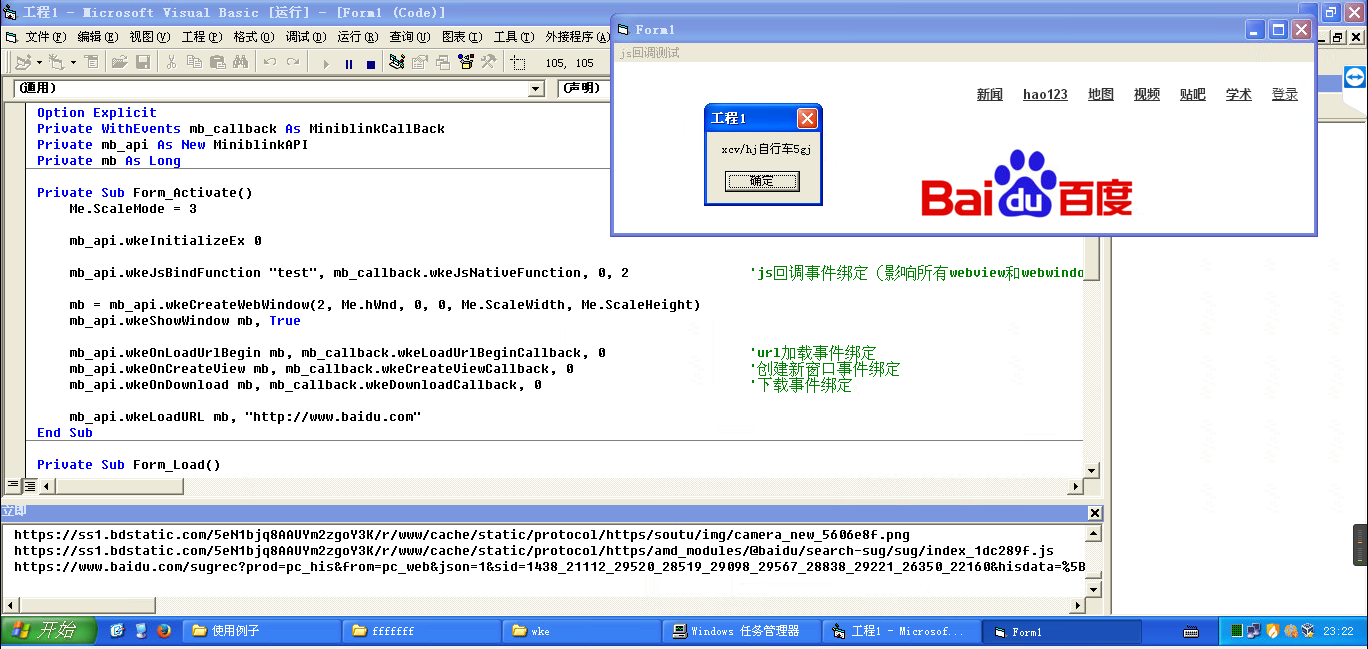 工程1 - Microsoft Visual Basic [运行] - [Form1 (Code)]
文件(F) 编辑(E) 视图(V) 工程(P) 格式(O) 调试(D) 运行(R) 查询(U) 图表(I) 工具(T) 外接程序(A)
105, 105
(通用)
(声明)
Option Explicit
Private WithEvents mb_callback As MiniblinkCallBack
Private mb_api As New MiniblinkAPI
Private mb As Long
Private Sub Form_Activate()
Me.ScaleMode = 3
mb_api.wkeInitializeEx 0
mb_api.wkeJsBindFunction "test", mb_callback.wkeJsNativeFunction, 0, 2 'js回调事件绑定（影响所有webview和webwindo
mb = mb_api.wkeCreateWebWindow(2, Me.hWnd, 0, 0, Me.ScaleWidth, Me.ScaleHeight)
mb_api.wkeShowWindow mb, True
mb_api.wkeOnLoadUrlBegin mb, mb_callback.wkeLoadUrlBeginCallback, 0 'url加载事件绑定
mb_api.wkeOnCreateView mb, mb_callback.wkeCreateViewCallback, 0 '创建新窗口事件绑定
mb_api.wkeOnDownload mb, mb_callback.wkeDownloadCallback, 0 '下载事件绑定
mb_api.wkeLoadURL mb, "http://www.baidu.com"
End Sub
Private Sub Form_Load()
Form1
js回调测试
新闻 hao123 地图 视频 贴吧 学术 登录
工程1
xcv/hj自行车5gj
确定
Bai du 百度
立即
https://ss1.bdstatic.com/5eN1bjq8AAUYm2zgoY3K/r/www/cache/static/protocol/https/soutu/img/camera_new_5606e8f.png
https://ss1.bdstatic.com/5eN1bjq8AAUYm2zgoY3K/r/www/cache/static/protocol/https/amd_modules/@baidu/search-sug/sug/index_1dc289f.js
https://www.baidu.com/sugrec?prod=pc_his&from=pc_web&json=1&sid=1438_21112_29520_28519_29098_29567_28838_29221_26350_22160&hisdata=%5B
开始 使用例子 fffffff wke Windows 任务管理器 工程1 - Microsof... Form1 23:22